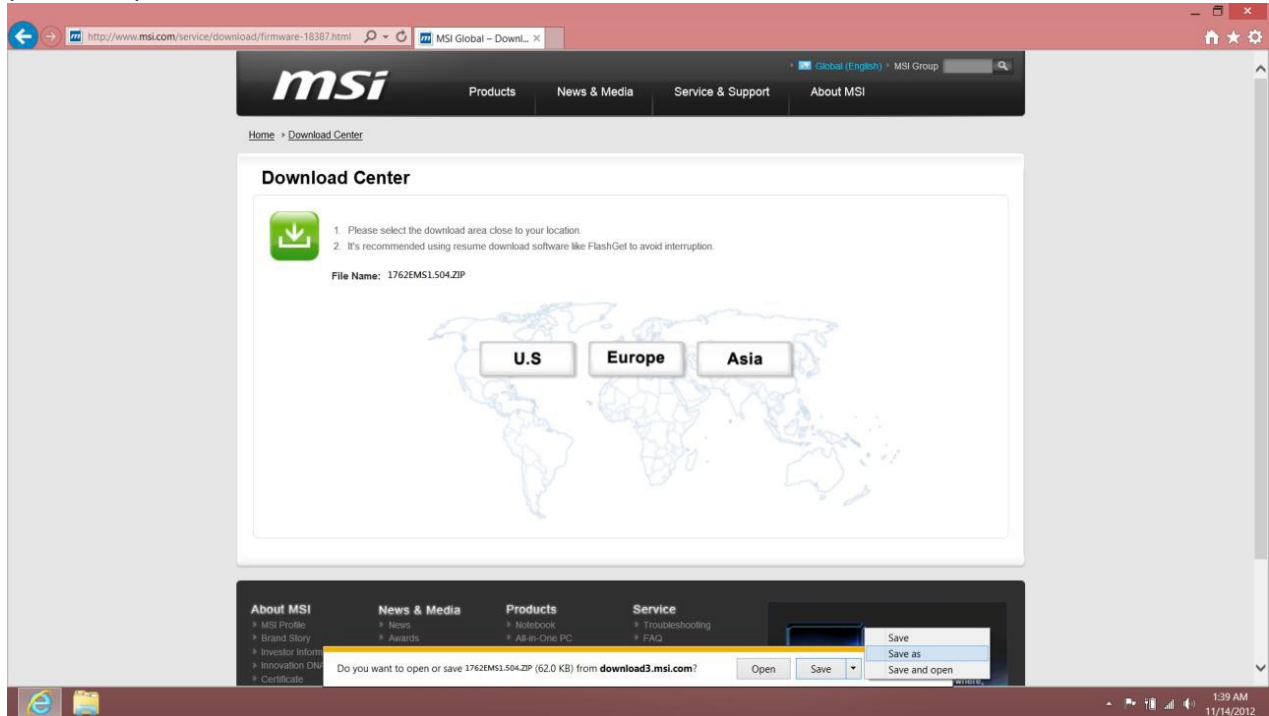 http://www.msi.com/service/download/firmware-18387.html
MSI Global – Downl...
msi
Global (English)
MSI Group
Products
News & Media
Service & Support
About MSI
Home
Download Center
Download Center
1. Please select the download area close to your location.
2. It's recommended using resume download software like FlashGet to avoid interruption.
File Name: 1762EMS1.504.ZIP
U.S
Europe
Asia
About MSI
News & Media
Products
Service
MSI Profile
News
Notebook
Troubleshooting
Brand Story
Awards
All-in-One PC
FAQ
Investor Inform
Innovation DNA
Certificate
Do you want to open or save 1762EMS1.504.ZIP (62.0 KB) from download3.msi.com?
Open
Save
Save
Save as
Save and open
where,
1:39 AM
11/14/2012